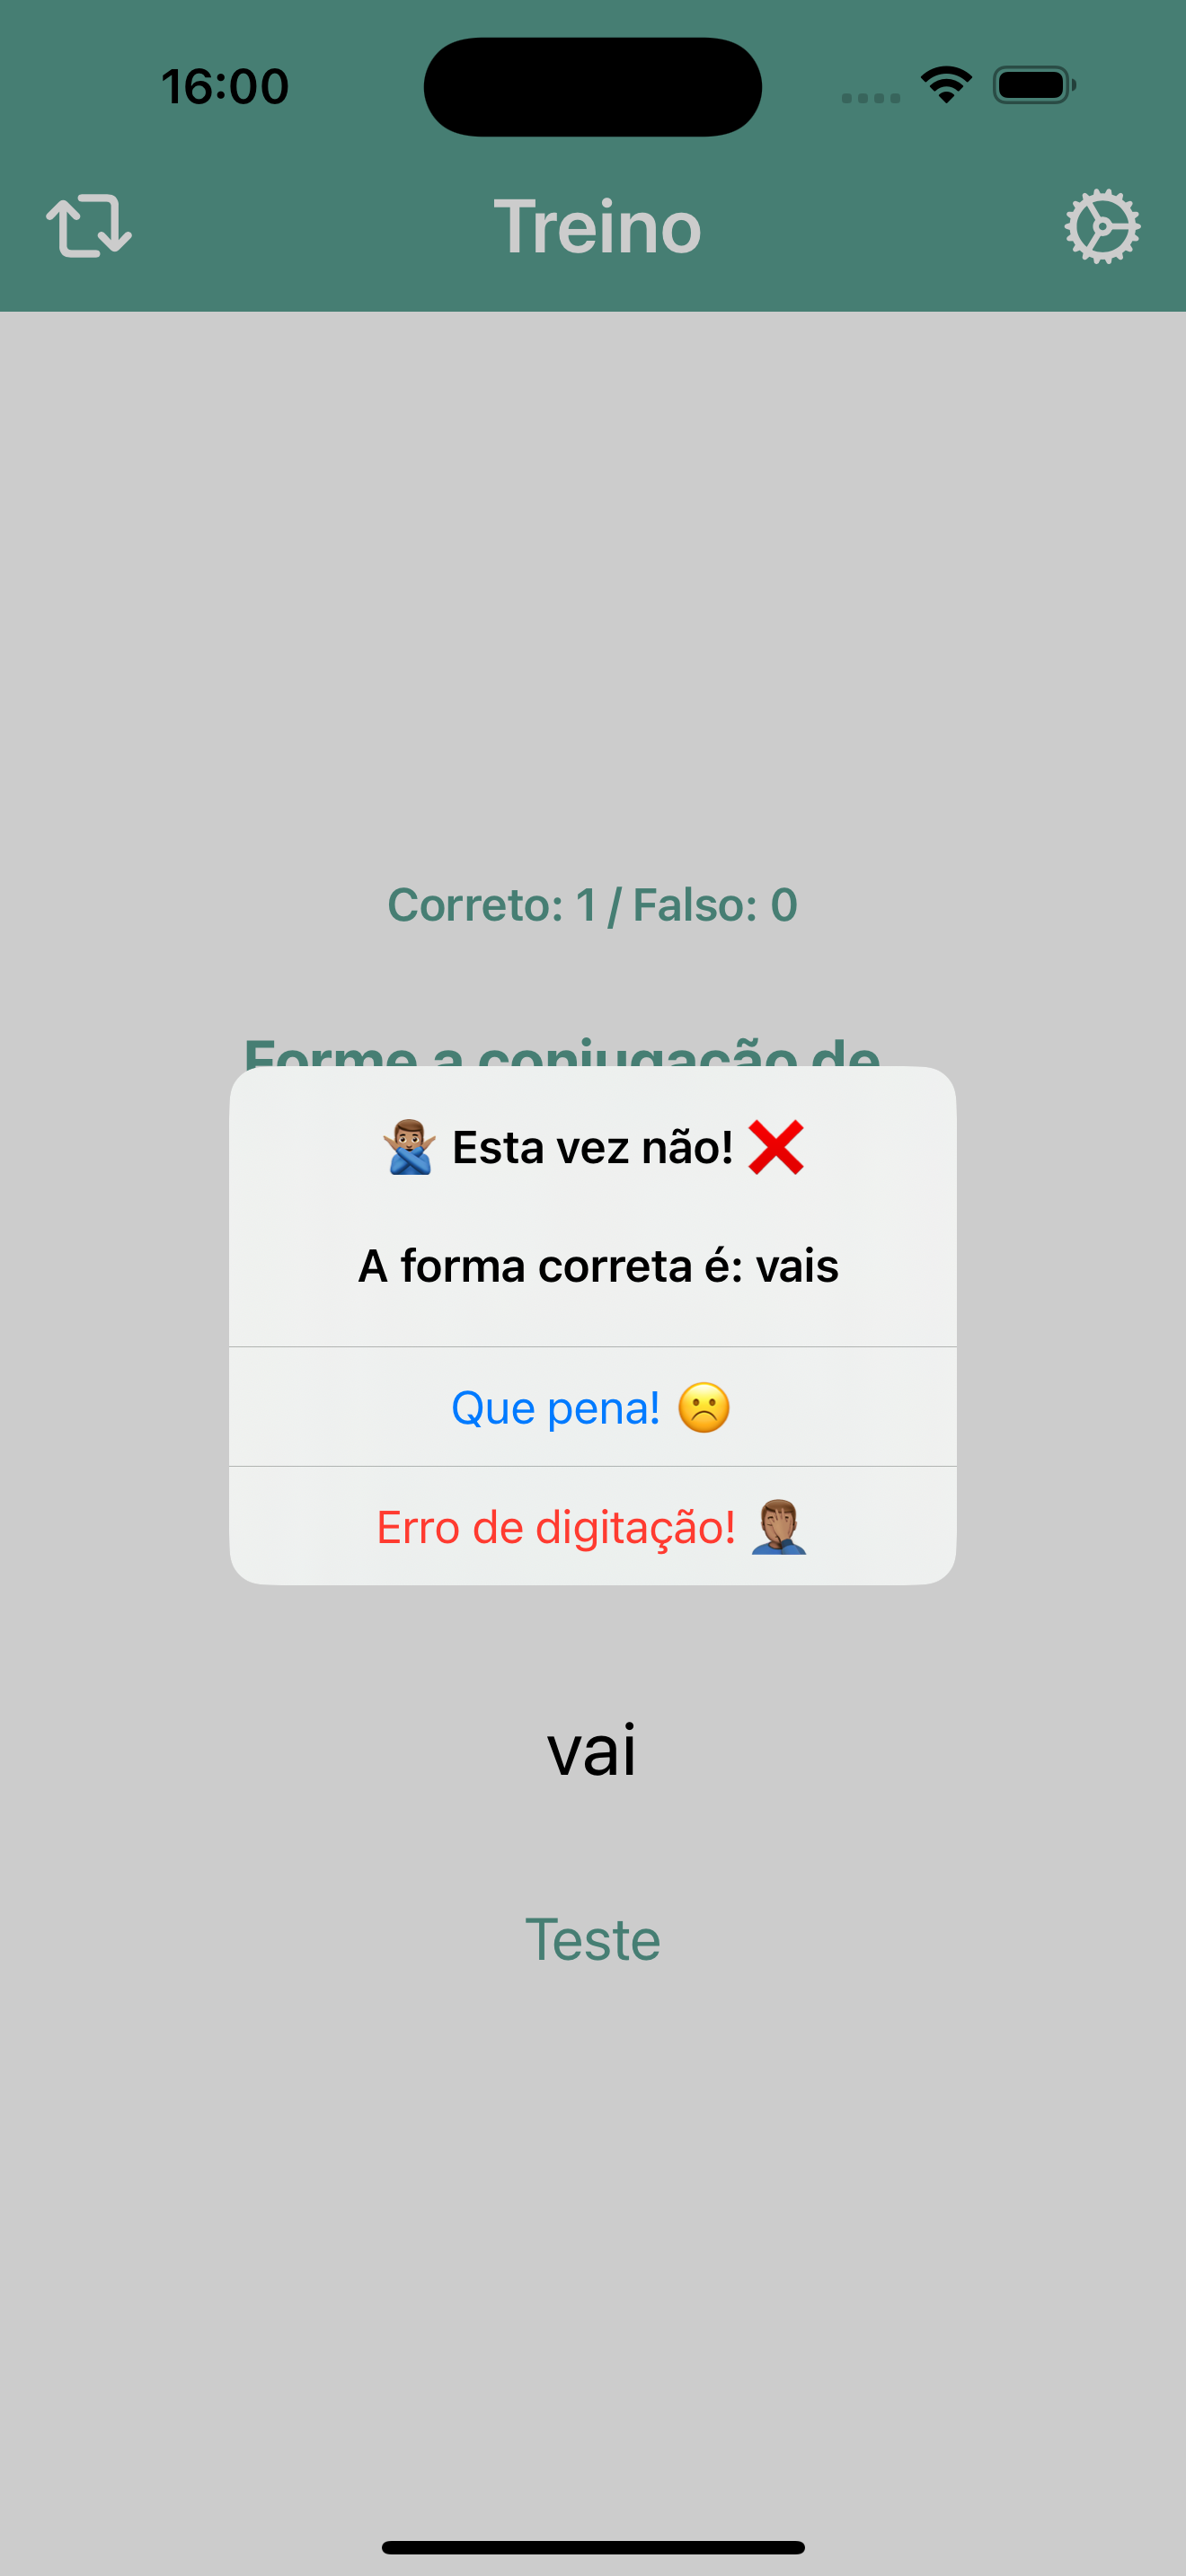 16:00
Treino
Correto: 1 / Falso: 0
Forme a conjugação de
Esta vez não!
A forma correta é: vais
Que pena!
Erro de digitação!
vai
Teste